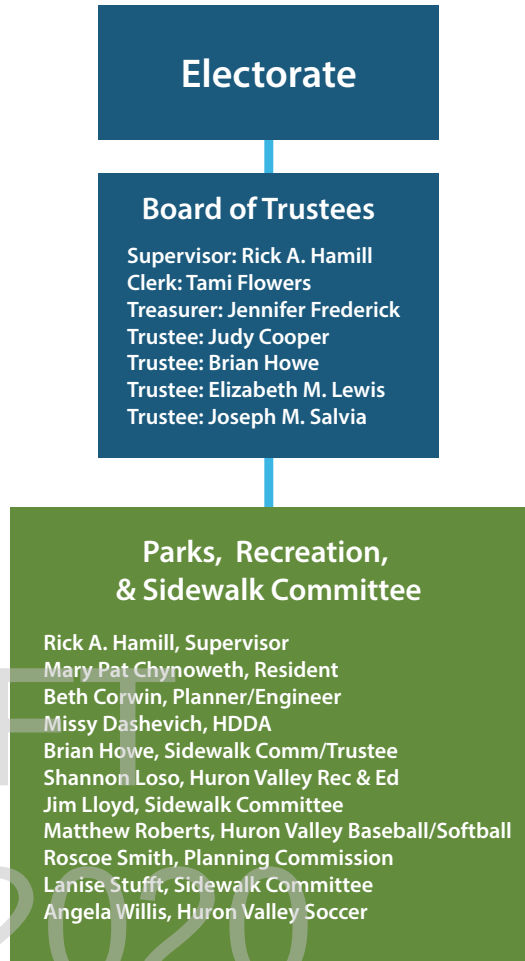 Electorate
Board of Trustees
Supervisor: Rick A. Hamill
Clerk: Tami Flowers
Treasurer: Jennifer Frederick
Trustee: Judy Cooper
Trustee: Brian Howe
Trustee: Elizabeth M. Lewis
Trustee: Joseph M. Salvia
Parks, Recreation,
& Sidewalk Committee
Rick A. Hamill, Supervisor
Mary Pat Chynoweth, Resident
Beth Corwin, Planner/Engineer
Missy Dashevich, HDDA
Brian Howe, Sidewalk Comm/Trustee
Shannon Loso, Huron Valley Rec & Ed
Jim Lloyd, Sidewalk Committee
Matthew Roberts, Huron Valley Baseball/Softball
Roscoe Smith, Planning Commission
Lanise Stufft, Sidewalk Committee
Angela Willis, Huron Valley Soccer
FT
2020